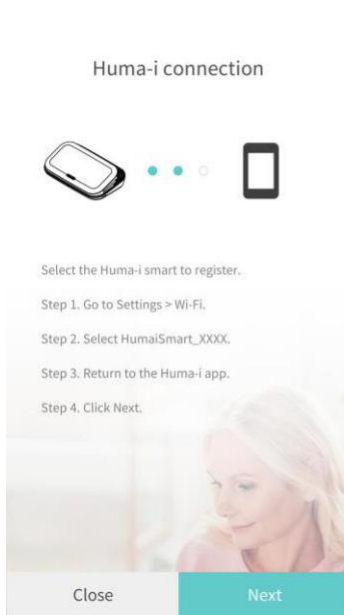 Huma-i connection
Select the Huma-i smart to register.
Step 1. Go to Settings > Wi-Fi.
Step 2. Select HumaiSmart_XXXX.
Step 3. Return to the Huma-i app.
Step 4. Click Next.
Close
Next